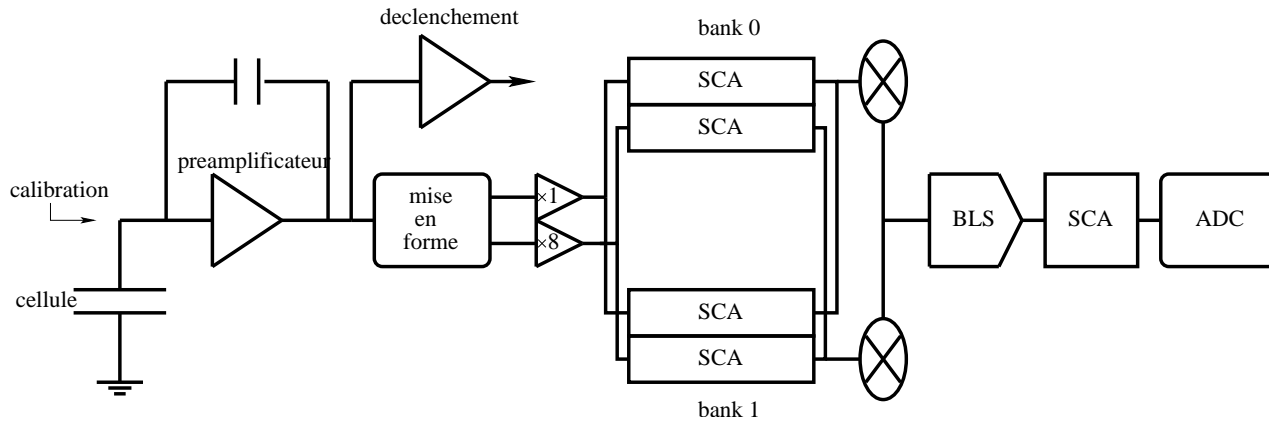 declenchement
bank 0
SCA
SCA
preamplificateur
calibration
mise
en
forme
×1
×8
BLS
SCA
ADC
cellule
SCA
SCA
bank 1